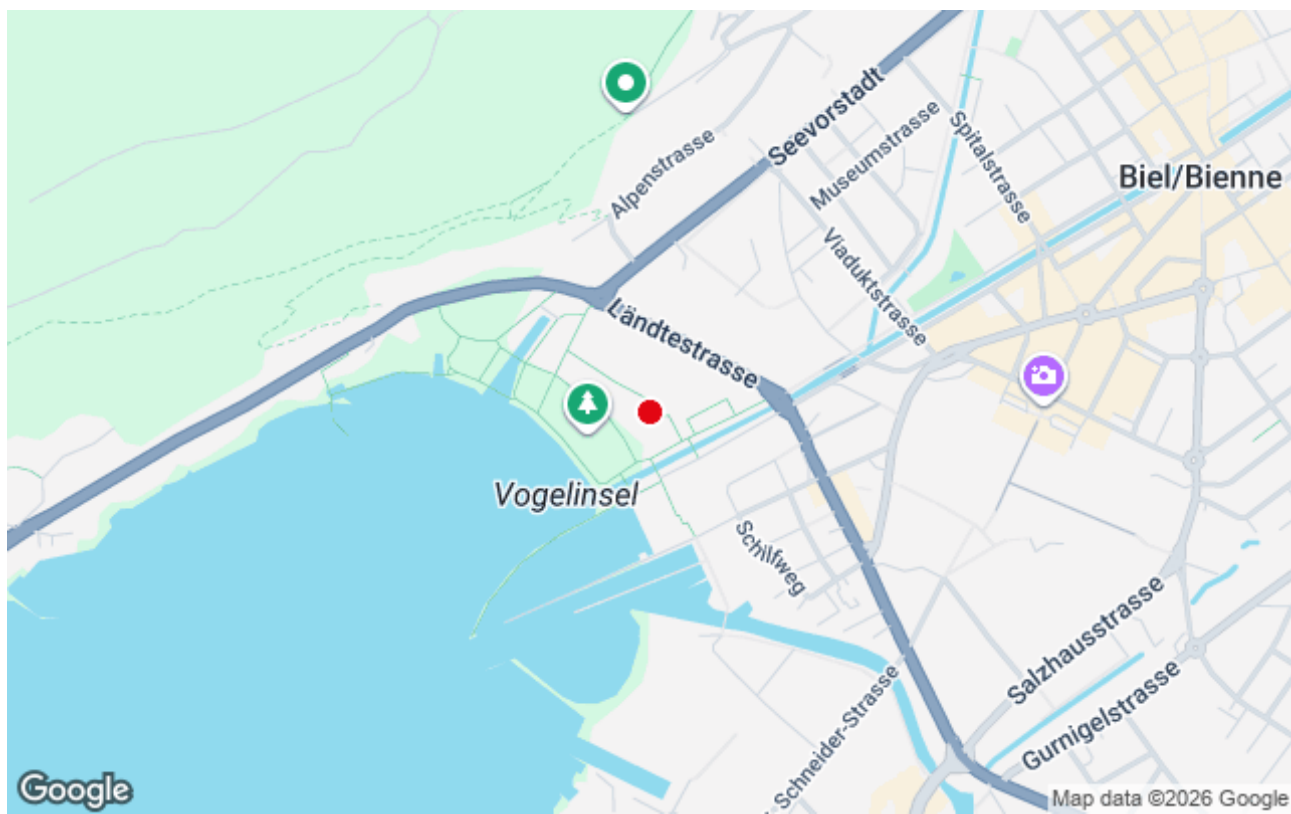 Seevorstadt
Alpenstrasse
Museumstrasse
Spitalstrasse
Biel/Bienne
Viaduktstrasse
Ländtestrasse
Vogelinsel
Schilfweg
Salzhausstrasse
Gurnigelstrasse
Schneider-Strasse
Google
Map data ©2026 Google